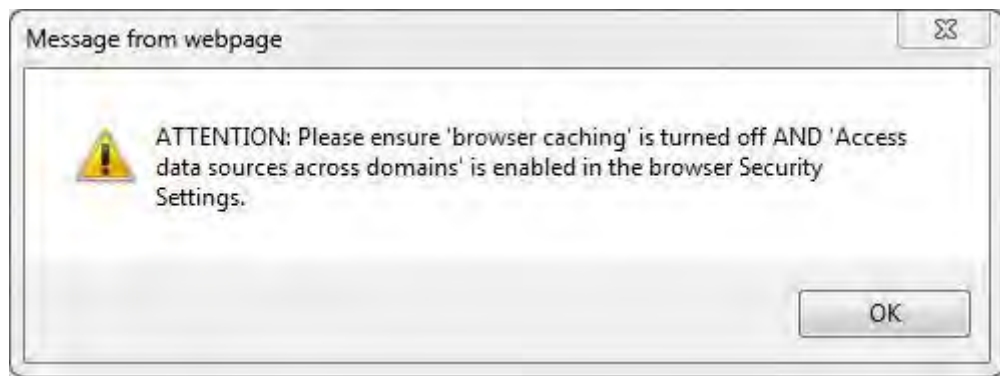 Message from webpage
ATTENTION: Please ensure 'browser caching' is turned off AND 'Access
data sources across domains' is enabled in the browser Security
Settings.
OK